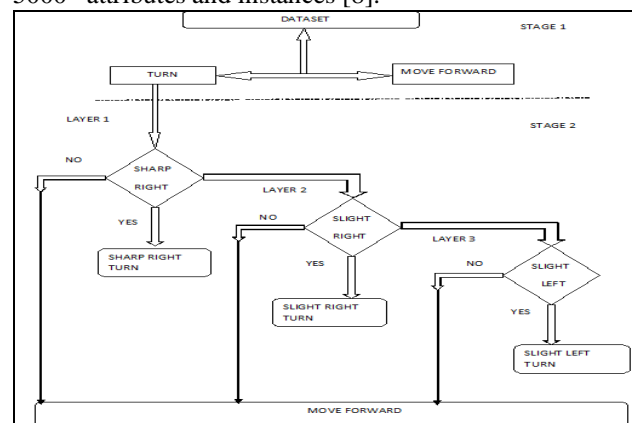 5000 attributes and instances [8].
DATASET
STAGE 1
TURN
MOVE FORWARD
LAYER 1
STAGE 2
NO
SHARP
RIGHT
LAYER 2
YES
NO
SLIGHT
RIGHT
LAYER 3
SHARP RIGHT
TURN
YES
NO
SLIGHT
LEFT
SLIGHT RIGHT
TURN
YES
SLIGHT LEFT
TURN
MOVE FORWARD